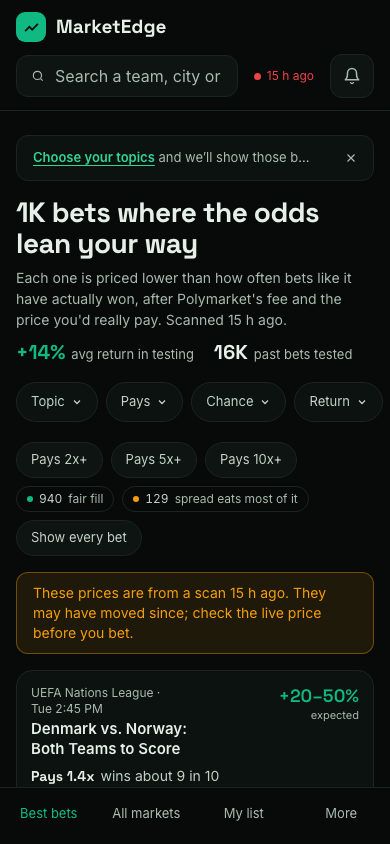 MarketEdge
Search a team, city or
15 h ago
Choose your topics and we'll show those b...
1K bets where the odds
lean your way
Each one is priced lower than how often bets like it
have actually won, after Polymarket's fee and the
price you'd really pay. Scanned 15 h ago.
+14% avg return in testing 16K past bets tested
Topic Pays Chance Return
Pays 2x+ Pays 5x+ Pays 10x+
940 fair fill 129 spread eats most of it
Show every bet
These prices are from a scan 15 h ago. They
may have moved since; check the live price
before you bet.
UEFA Nations League ·
Tue 2:45 PM
+20–50%
expected
Denmark vs. Norway:
Both Teams to Score
Pays 1.4x wins about 9 in 10
Best bets All markets My list More